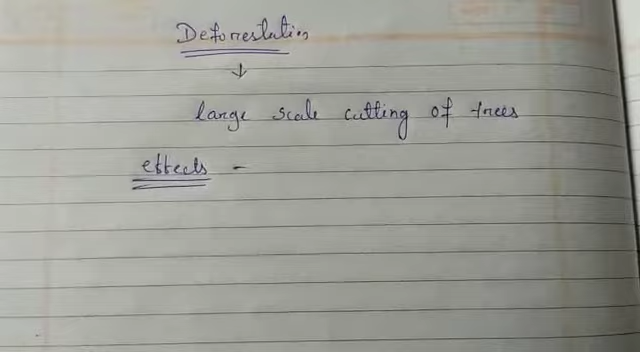 Deforestation
↓
large scale cutting of trees
effects -